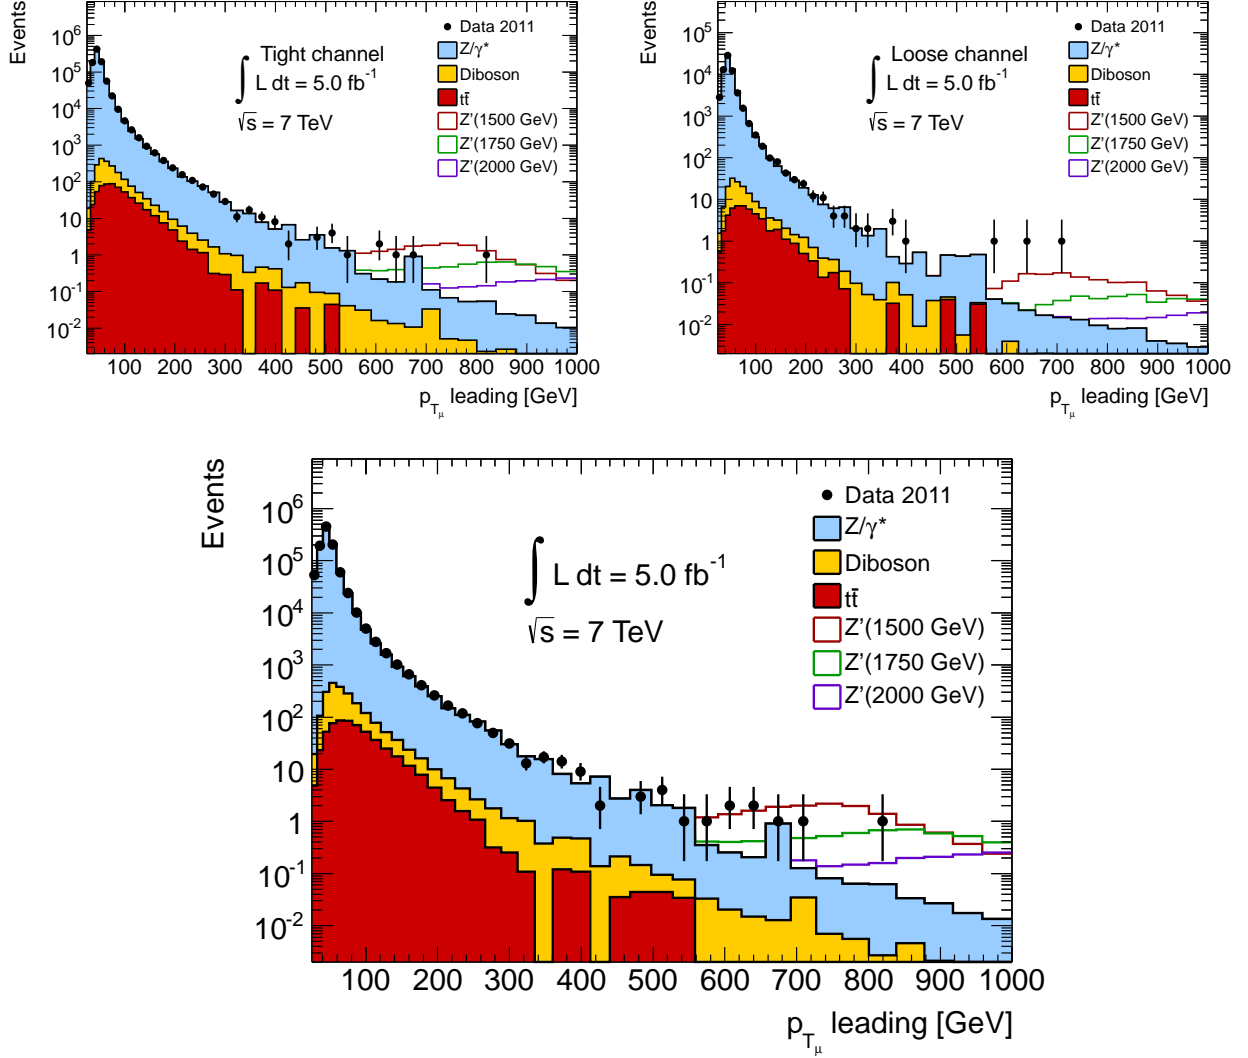 Events
10⁶
10⁵
10⁴
10³
10²
10
1
10⁻¹
10⁻²
Tight channel
∫ L dt = 5.0 fb⁻¹
√s = 7 TeV
Data 2011
Z/γ*
Diboson
tt̄
Z'(1500 GeV)
Z'(1750 GeV)
Z'(2000 GeV)
100 200 300 400 500 600 700 800 900 1000
p_Tμ leading [GeV]
Events
10⁵
10⁴
10³
10²
10
1
10⁻¹
10⁻²
Loose channel
∫ L dt = 5.0 fb⁻¹
√s = 7 TeV
Data 2011
Z/γ*
Diboson
tt̄
Z'(1500 GeV)
Z'(1750 GeV)
Z'(2000 GeV)
100 200 300 400 500 600 700 800 900 1000
p_Tμ leading [GeV]
Events
10⁶
10⁵
10⁴
10³
10²
10
1
10⁻¹
10⁻²
∫ L dt = 5.0 fb⁻¹
√s = 7 TeV
Data 2011
Z/γ*
Diboson
tt̄
Z'(1500 GeV)
Z'(1750 GeV)
Z'(2000 GeV)
100 200 300 400 500 600 700 800 900 1000
p_Tμ leading [GeV]